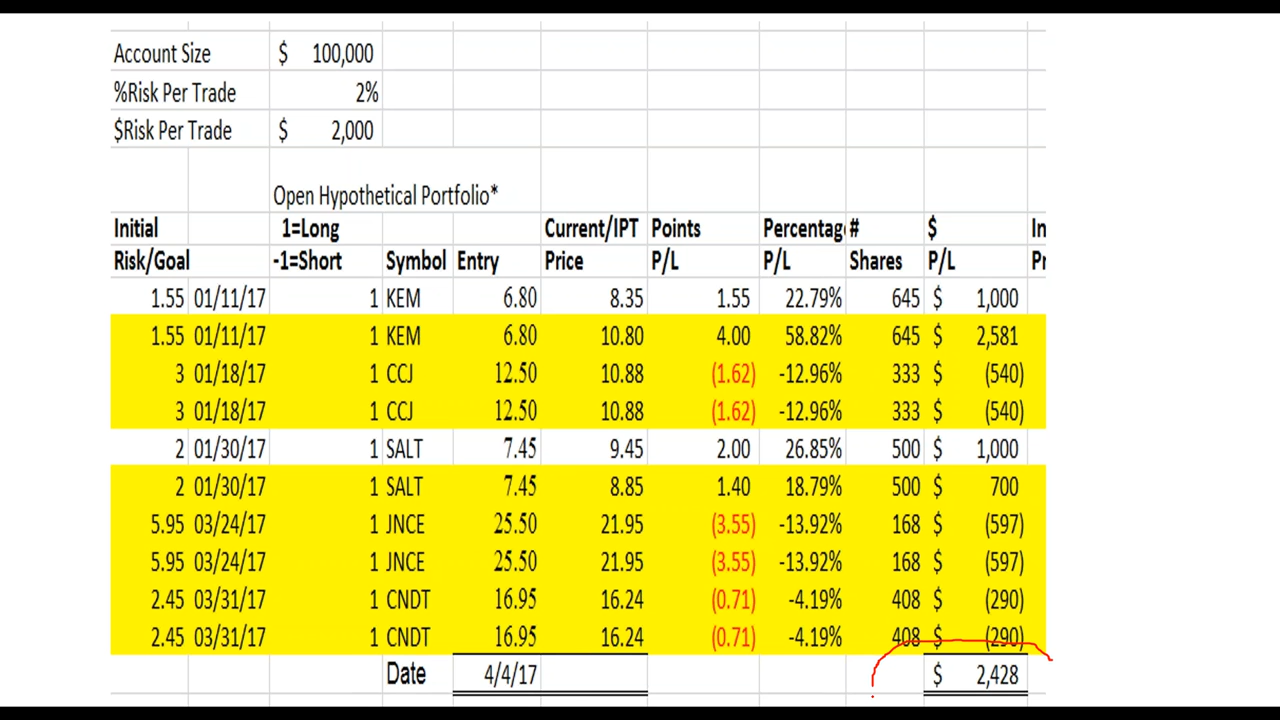 Account Size $ 100,000
%Risk Per Trade 2%
$Risk Per Trade $ 2,000
Open Hypothetical Portfolio*
Initial 1=Long Current/IPT Points Percentag # $ In
Risk/Goal -1=Short Symbol Entry Price P/L P/L Shares P/L Pr
1.55 01/11/17 1 KEM 6.80 8.35 1.55 22.79% 645 $ 1,000
1.55 01/11/17 1 KEM 6.80 10.80 4.00 58.82% 645 $ 2,581
3 01/18/17 1 CCJ 12.50 10.88 (1.62) -12.96% 333 $ (540)
3 01/18/17 1 CCJ 12.50 10.88 (1.62) -12.96% 333 $ (540)
2 01/30/17 1 SALT 7.45 9.45 2.00 26.85% 500 $ 1,000
2 01/30/17 1 SALT 7.45 8.85 1.40 18.79% 500 $ 700
5.95 03/24/17 1 JNCE 25.50 21.95 (3.55) -13.92% 168 $ (597)
5.95 03/24/17 1 JNCE 25.50 21.95 (3.55) -13.92% 168 $ (597)
2.45 03/31/17 1 CNDT 16.95 16.24 (0.71) -4.19% 408 $ (290)
2.45 03/31/17 1 CNDT 16.95 16.24 (0.71) -4.19% 408 $ (290)
Date 4/4/17 $ 2,428